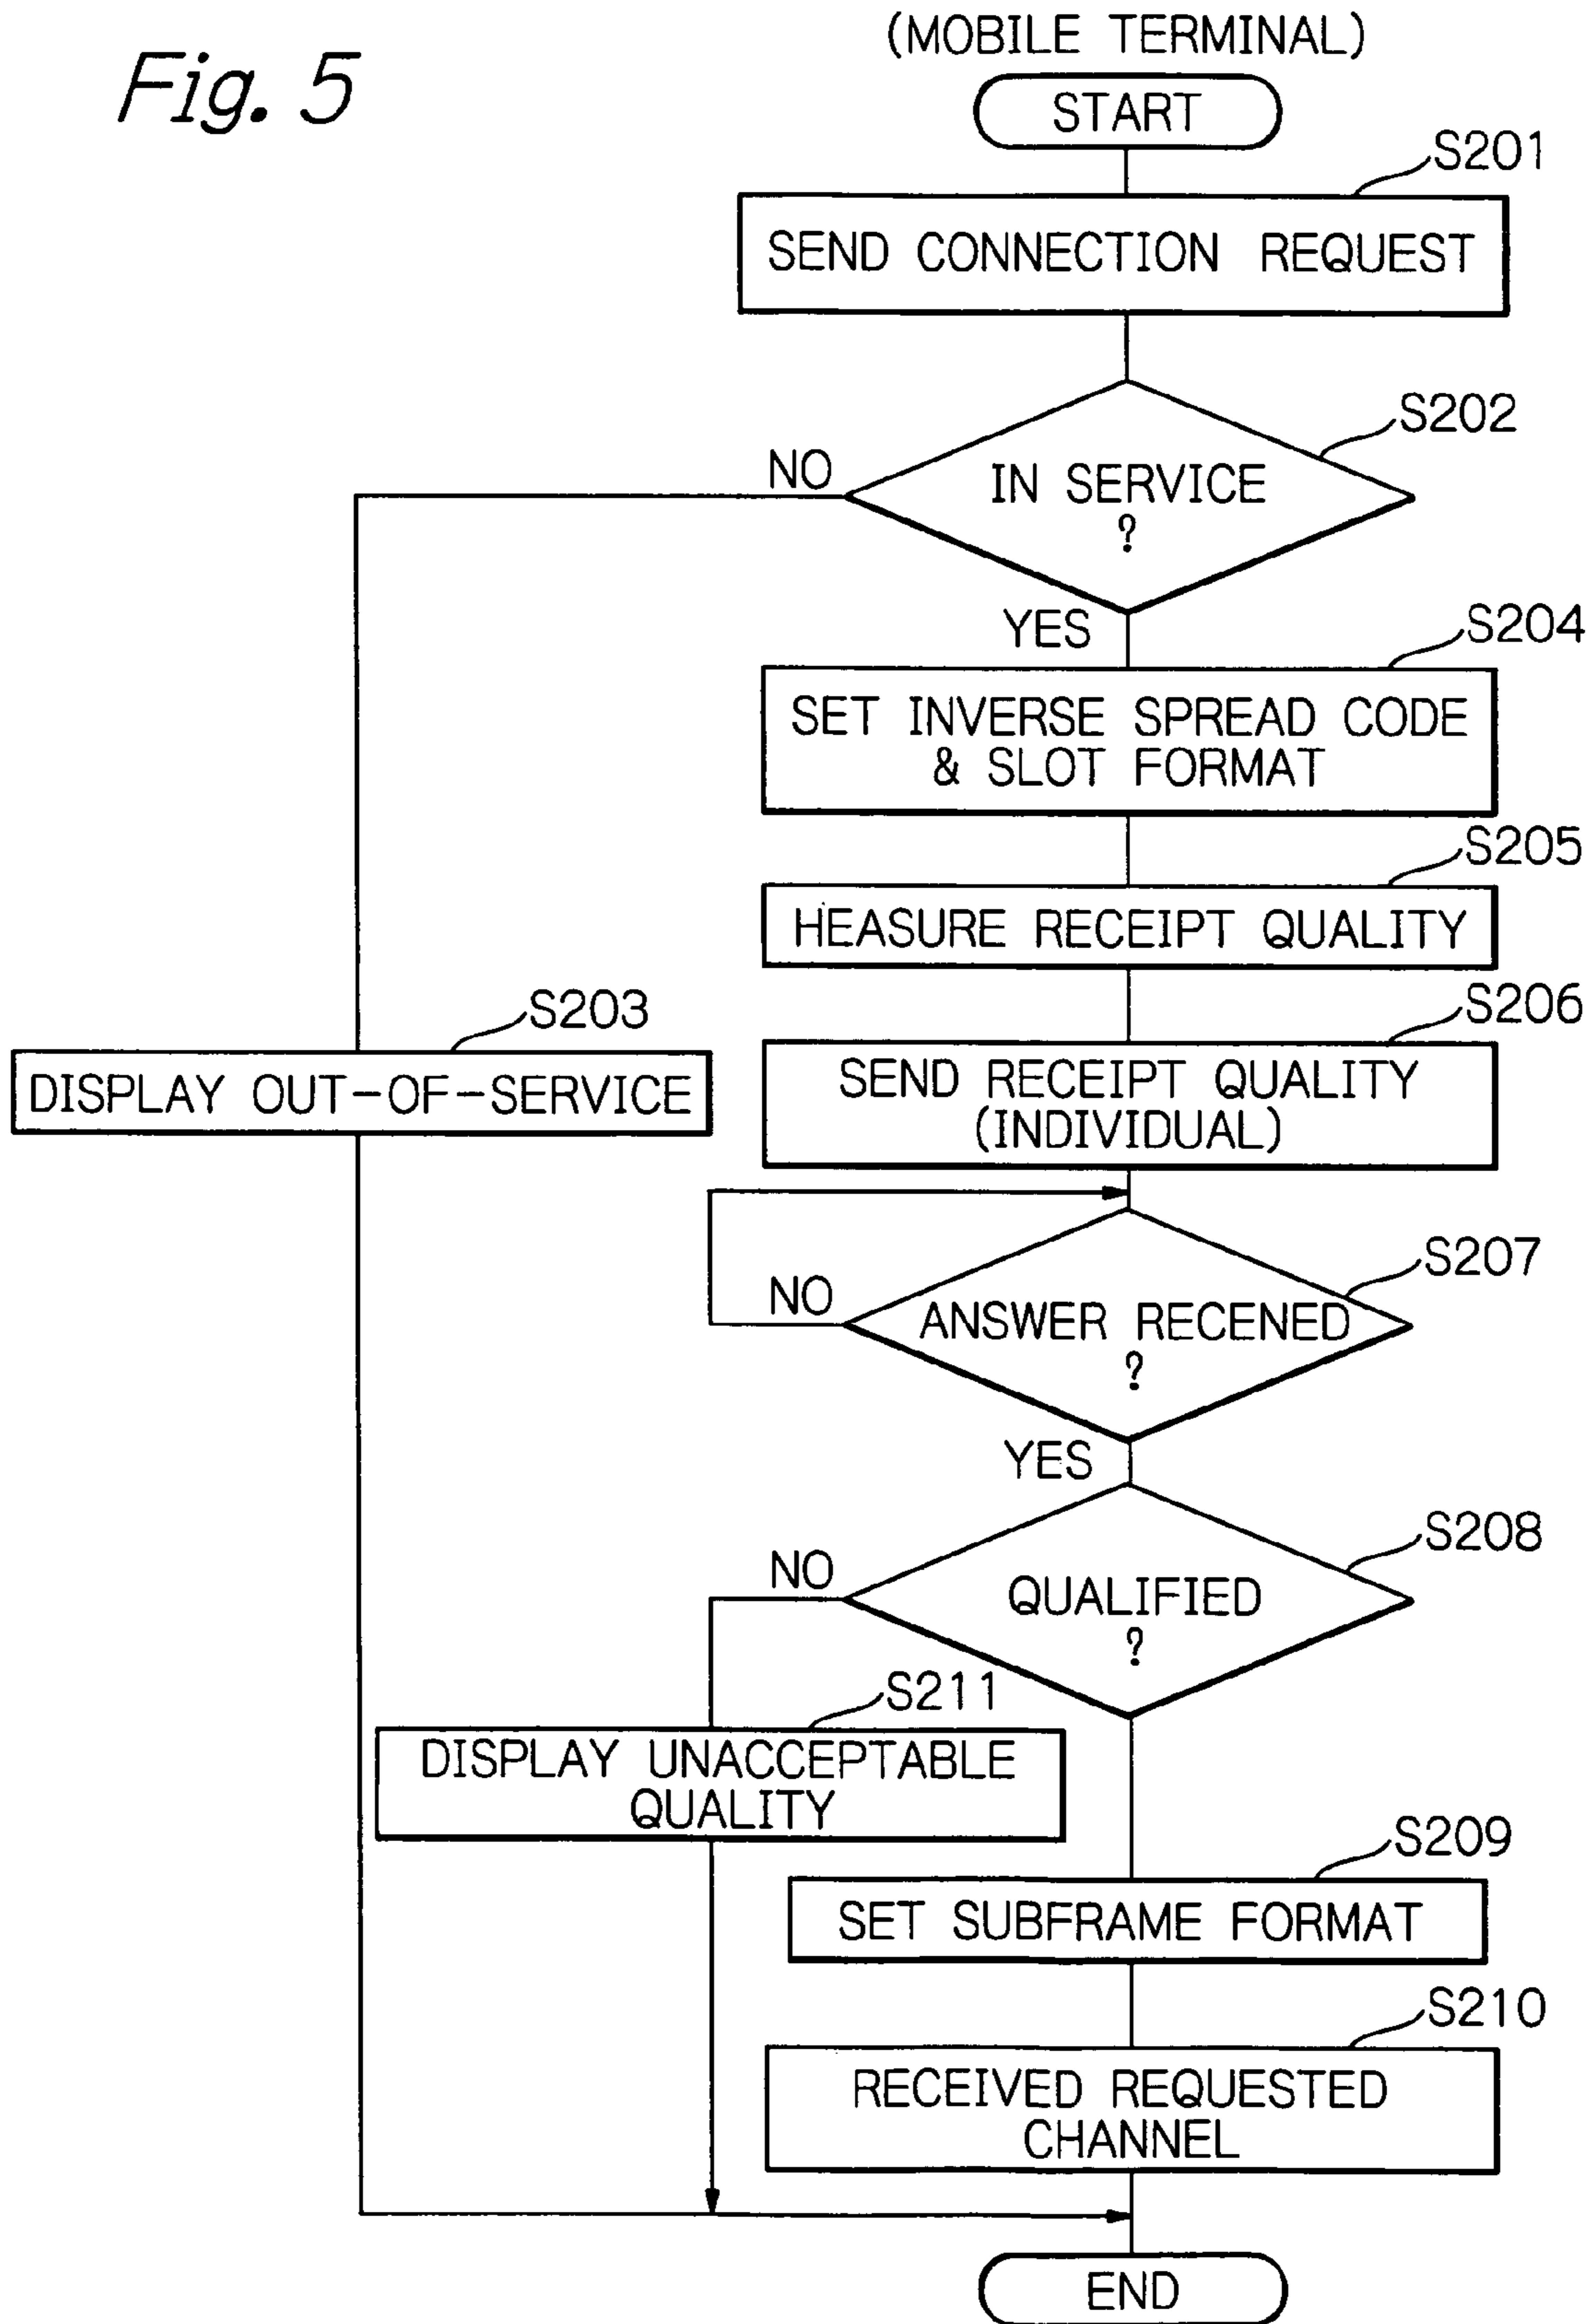 Fig. 5
(MOBILE TERMINAL)
START
S201
SEND CONNECTION REQUEST
S202
NO
IN SERVICE
?
YES
S204
SET INVERSE SPREAD CODE
& SLOT FORMAT
S205
HEASURE RECEIPT QUALITY
S203
DISPLAY OUT-OF-SERVICE
S206
SEND RECEIPT QUALITY
(INDIVIDUAL)
S207
NO
ANSWER RECENED
?
YES
S208
NO
QUALIFIED
?
S211
DISPLAY UNACCEPTABLE
QUALITY
S209
SET SUBFRAME FORMAT
S210
RECEIVED REQUESTED
CHANNEL
END